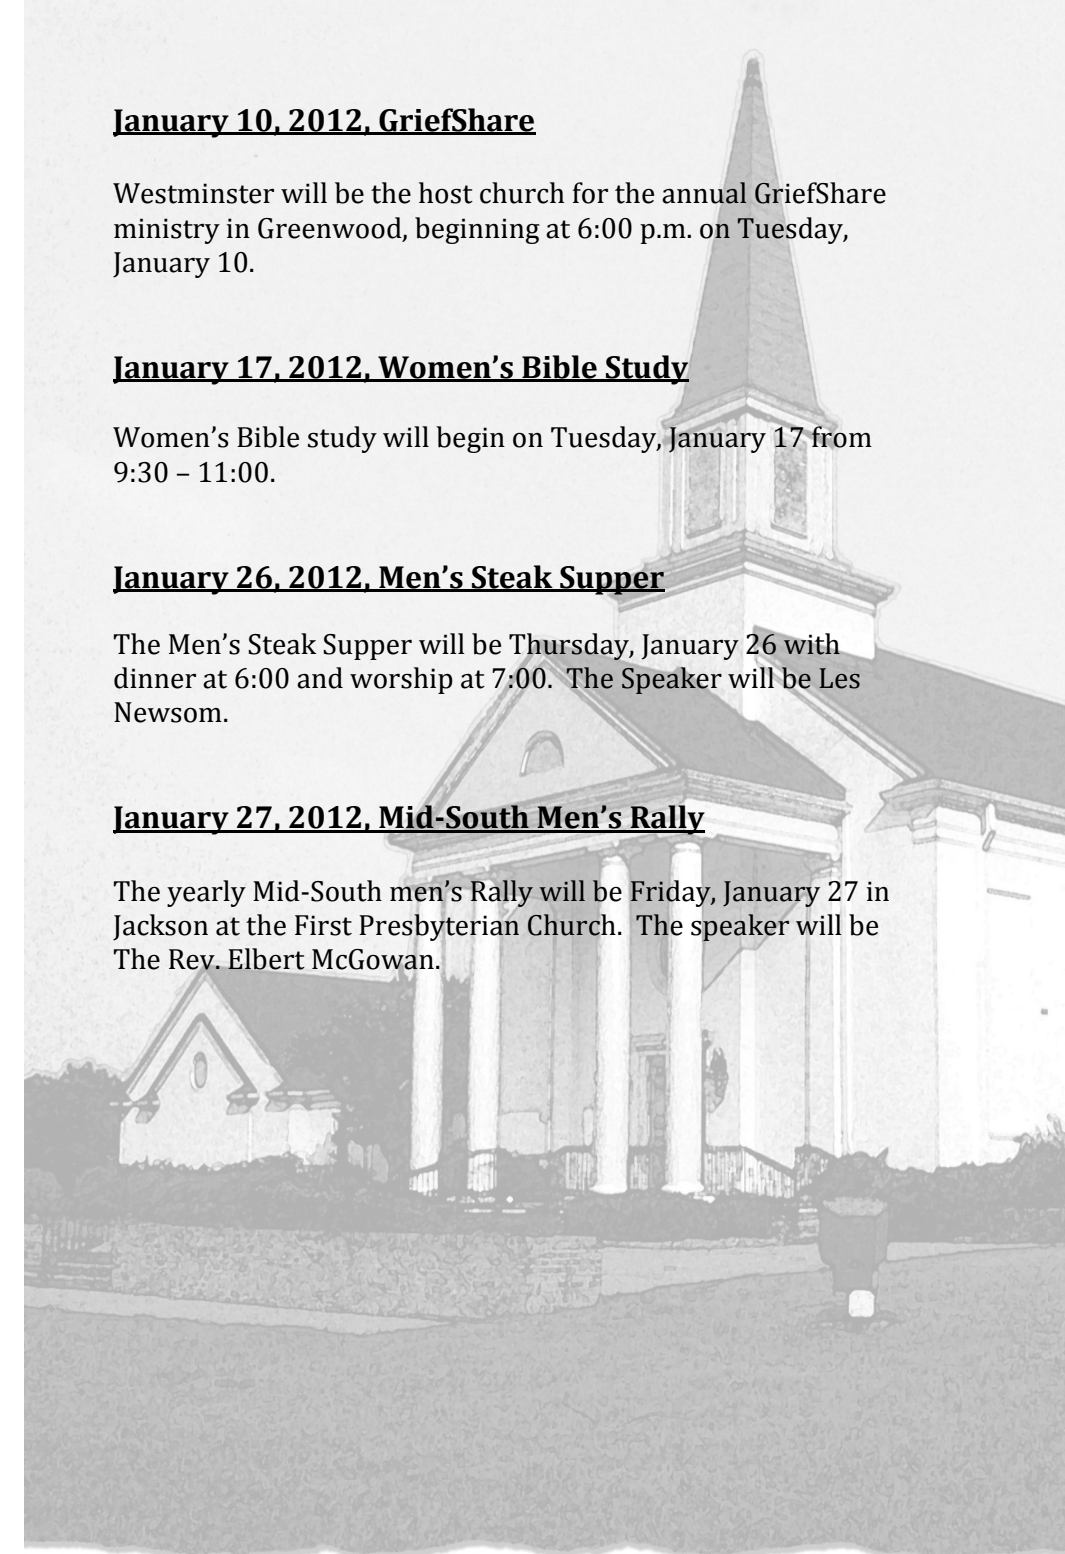 January 10, 2012, GriefShare
Westminster will be the host church for the annual GriefShare
ministry in Greenwood, beginning at 6:00 p.m. on Tuesday,
January 10.
January 17, 2012, Women’s Bible Study
Women’s Bible study will begin on Tuesday, January 17 from
9:30 – 11:00.
January 26, 2012, Men’s Steak Supper
The Men’s Steak Supper will be Thursday, January 26 with
dinner at 6:00 and worship at 7:00.  The Speaker will be Les
Newsom.
January 27, 2012, Mid-South Men’s Rally
The yearly Mid-South men’s Rally will be Friday, January 27 in
Jackson at the First Presbyterian Church.  The speaker will be
The Rev. Elbert McGowan.